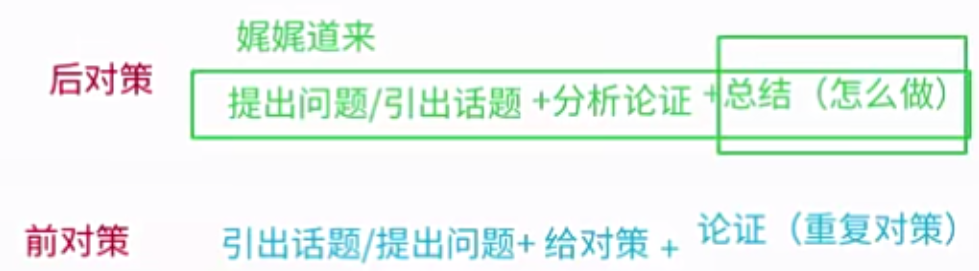 娓娓道来
后对策 提出问题/引出话题 +分析论证 +总结（怎么做）
前对策 引出话题/提出问题+ 给对策 + 论证（重复对策）